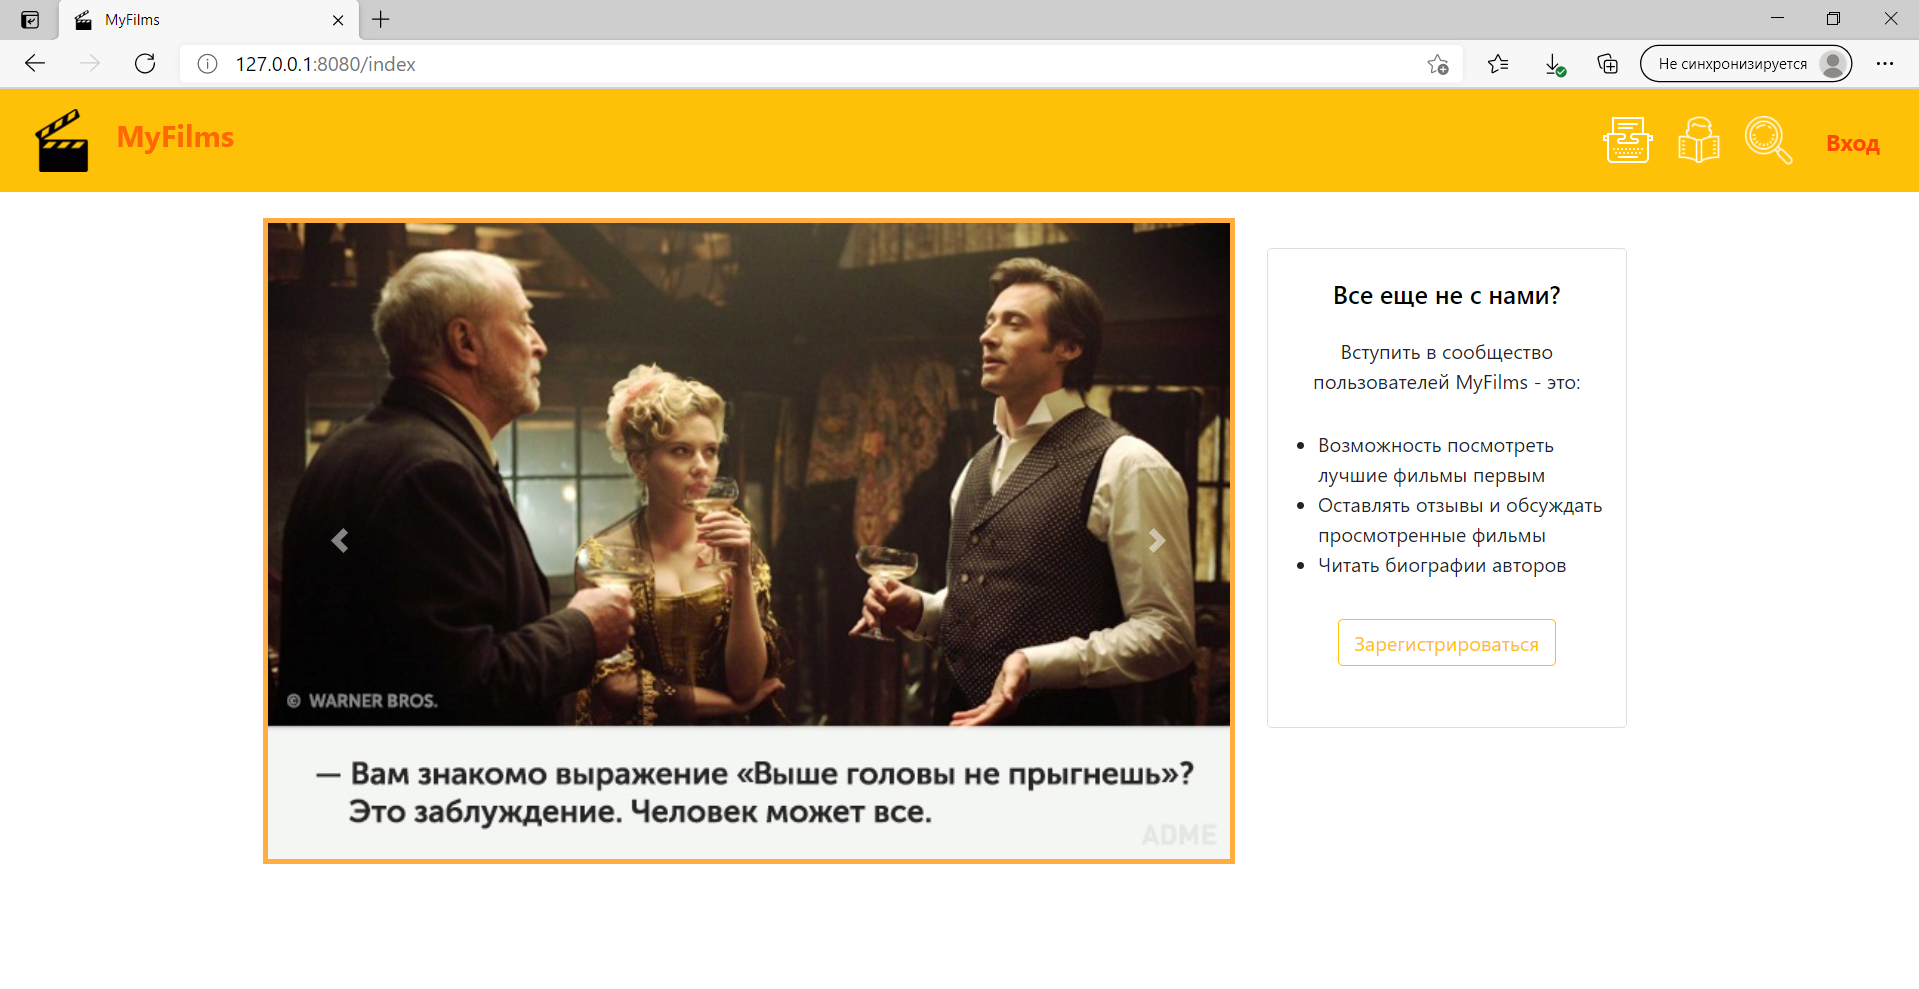 MyFilms
127.0.0.1:8080/index
Не синхронизируется
MyFilms
Вход
© WARNER BROS.
— Вам знакомо выражение «Выше головы не прыгнешь»?
Это заблуждение. Человек может все.
ADME
Все еще не с нами?
Вступить в сообщество
пользователей MyFilms - это:
Возможность посмотреть
лучшие фильмы первым
Оставлять отзывы и обсуждать
просмотренные фильмы
Читать биографии авторов
Зарегистрироваться